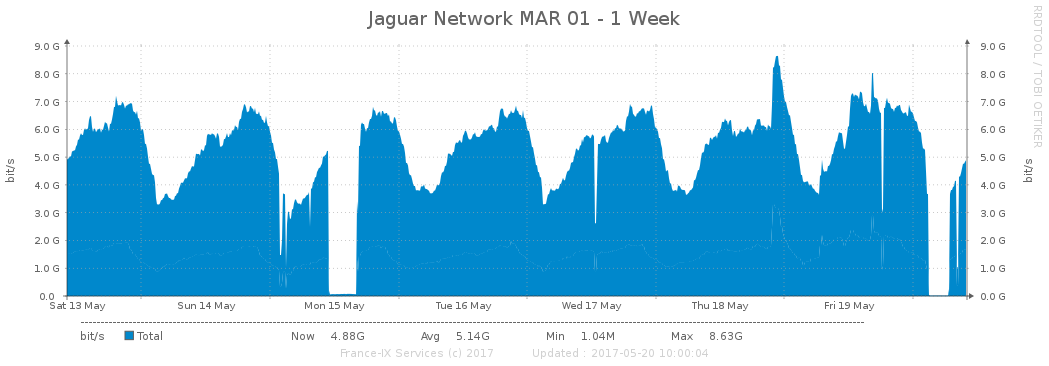 Jaguar Network MAR 01 - 1 Week
RRDTOOL / TOBI OETIKER
bit/s
9.0 G 9.0 G
8.0 G 8.0 G
7.0 G 7.0 G
6.0 G 6.0 G
5.0 G 5.0 G
4.0 G 4.0 G
3.0 G 3.0 G
2.0 G 2.0 G
1.0 G 1.0 G
0.0 0.0 G
bit/s
Sat 13 May Sun 14 May Mon 15 May Tue 16 May Wed 17 May Thu 18 May Fri 19 May
bit/s Total Now 4.88G Avg 5.14G Min 1.04M Max 8.63G
France-IX Services (c) 2017 Updated : 2017-05-20 10:00:04